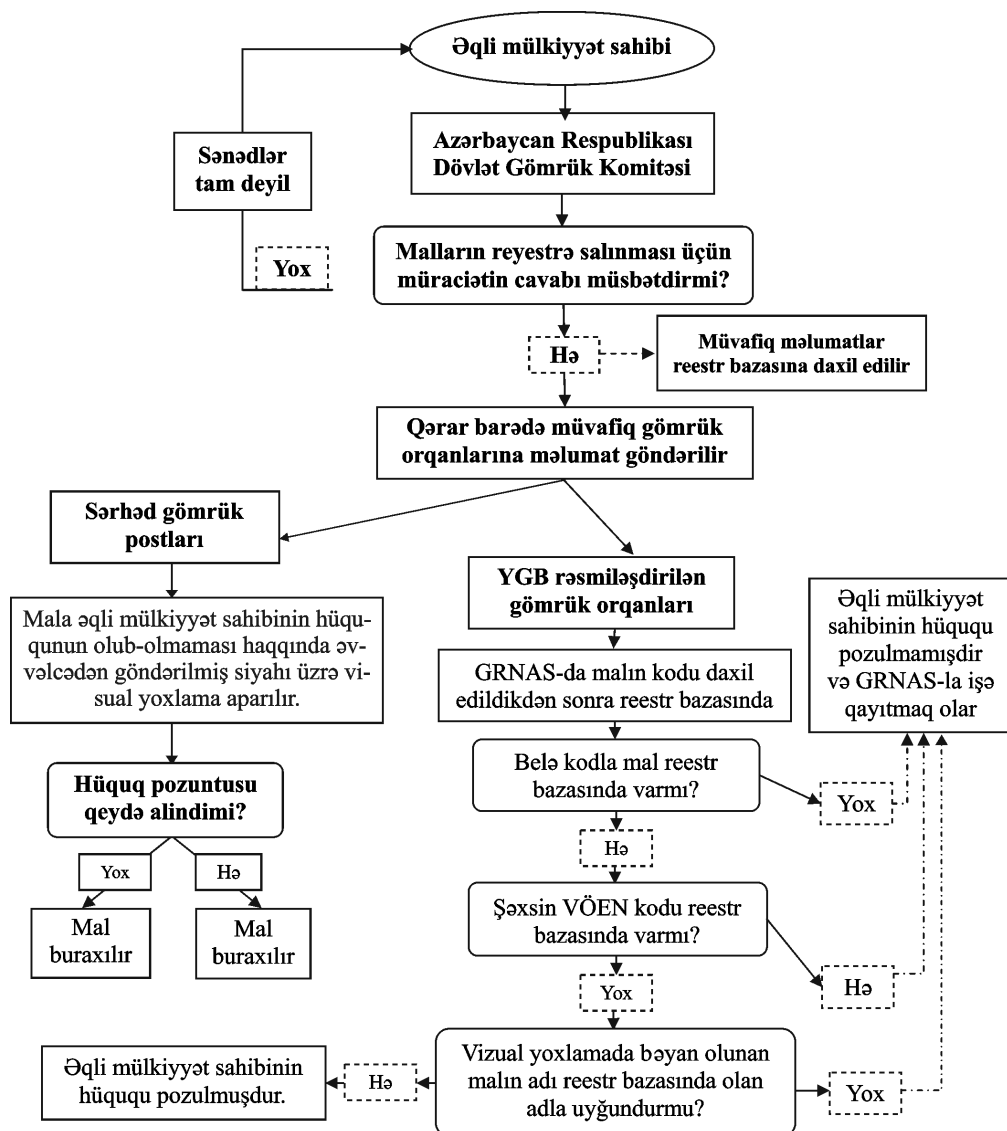 Əqli mülkiyyət sahibi
Azərbaycan Respublikası
Dövlət Gömrük Komitəsi
Sənədlər
tam deyil
Yox
Malların reyestrə salınması üçün
müraciətin cavabı müsbətdirmi?
Hə
Müvafiq məlumatlar
reestr bazasına daxil edilir
Qərar barədə müvafiq gömrük
orqanlarına məlumat göndərilir
Sərhəd gömrük
postları
Mala əqli mülkiyyət sahibinin hüqu-
qunun olub-olmaması haqqında əv-
vəlcədən göndərilmiş siyahı üzrə vi-
sual yoxlama aparılır.
Hüquq pozuntusu
qeydə alindimi?
Yox
Hə
Mal
buraxılır
Mal
buraxılır
YGB rəsmiləşdirilən
gömrük orqanları
GRNAS-da malın kodu daxil
edildikdən sonra reestr bazasında
Belə kodla mal reestr
bazasında varmı?
Yox
Hə
Şəxsin VÖEN kodu reestr
bazasında varmı?
Hə
Yox
Vizual yoxlamada bəyan olunan
malın adı reestr bazasında olan
adla uyğundurmu?
Hə
Yox
Əqli mülkiyyət sahibinin
hüququ pozulmuşdur.
Əqli mülkiyyət
sahibinin hüququ
pozulmamışdir
və GRNAS-la işə
qayıtmaq olar